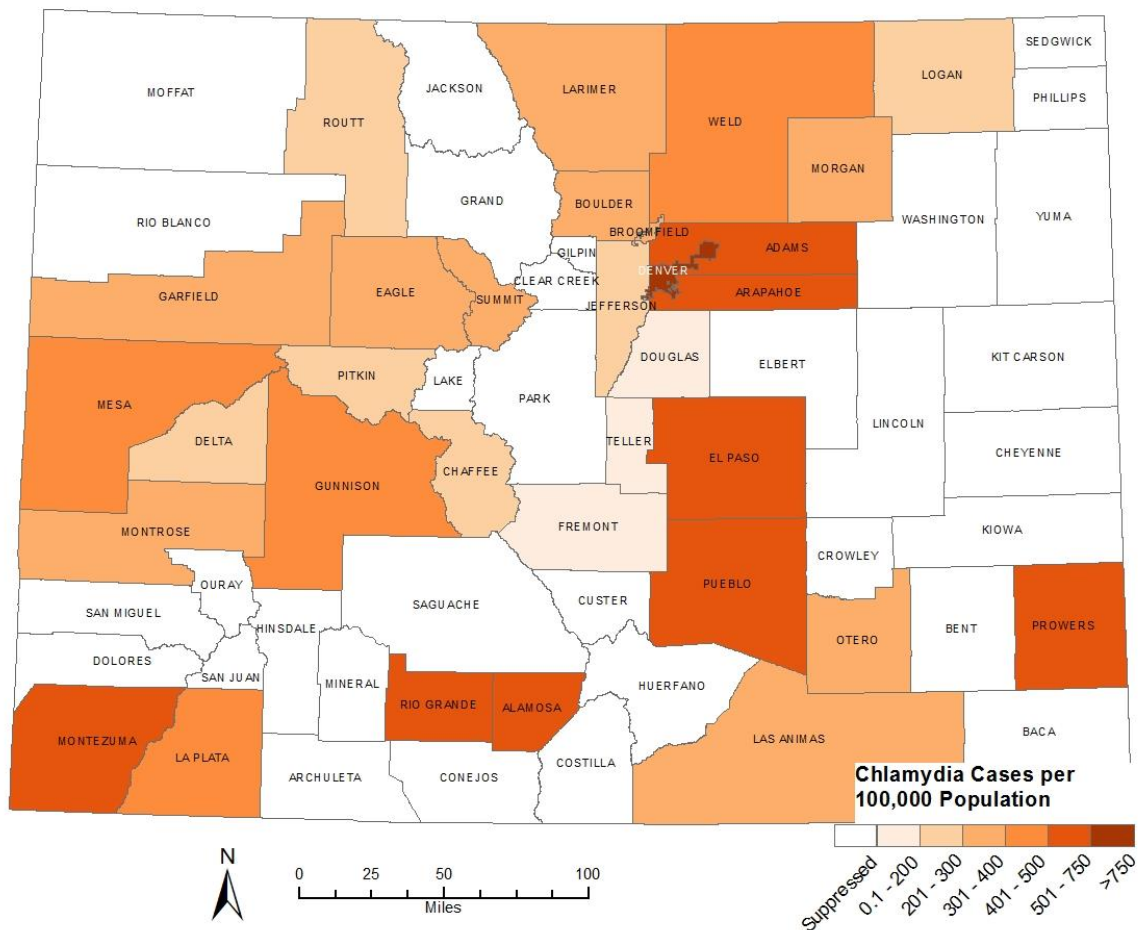 SEDGWICK
LOGAN
MOFFAT
JACKSON
LARIMER
PHILLIPS
ROUTT
WELD
MORGAN
GRAND
BOULDER
RIO BLANCO
WASHINGTON
YUMA
BROOMFIELD
GILPIN
ADAMS
DENVER
CLEAR CREEK
EAGLE
GARFIELD
SUMMIT
ARAPAHOE
JEFFERSON
DOUGLAS
ELBERT
KIT CARSON
PITKIN
LAKE
PARK
MESA
LINCOLN
DELTA
TELLER
CHEYENNE
EL PASO
CHAFFEE
GUNNISON
FREMONT
MONTROSE
KIOWA
CROWLEY
OURAY
PUEBLO
SAGUACHE
CUSTER
SAN MIGUEL
HINSDALE
OTERO
BENT
PROWERS
DOLORES
SAN JUAN
MINERAL
HUERFANO
RIO GRANDE
ALAMOSA
MONTEZUMA
LAS ANIMAS
BACA
LA PLATA
COSTILLA
ARCHULETA
CONEJOS
Chlamydia Cases per
100,000 Population
Suppressed
0.1 - 200
201 - 300
301 - 400
401 - 500
501 - 750
>750
N
0 25 50 100
Miles